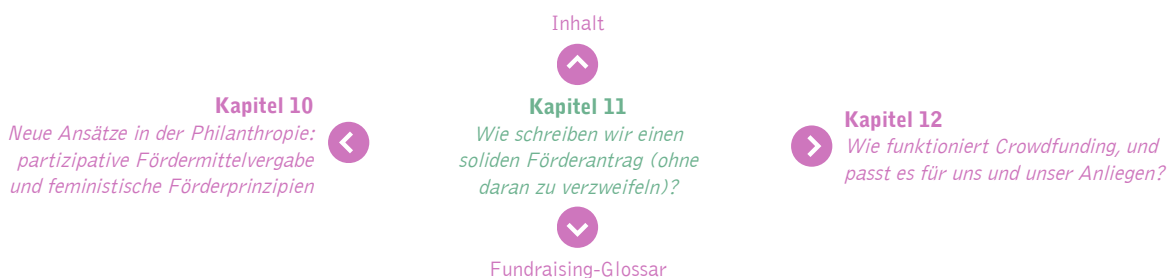 Inhalt
Kapitel 10
Neue Ansätze in der Philanthropie:
partizipative Fördermittelvergabe
und feministische Förderprinzipien
Kapitel 11
Wie schreiben wir einen
soliden Förderantrag (ohne
daran zu verzweifeln)?
Kapitel 12
Wie funktioniert Crowdfunding, und
passt es für uns und unser Anliegen?
Fundraising-Glossar